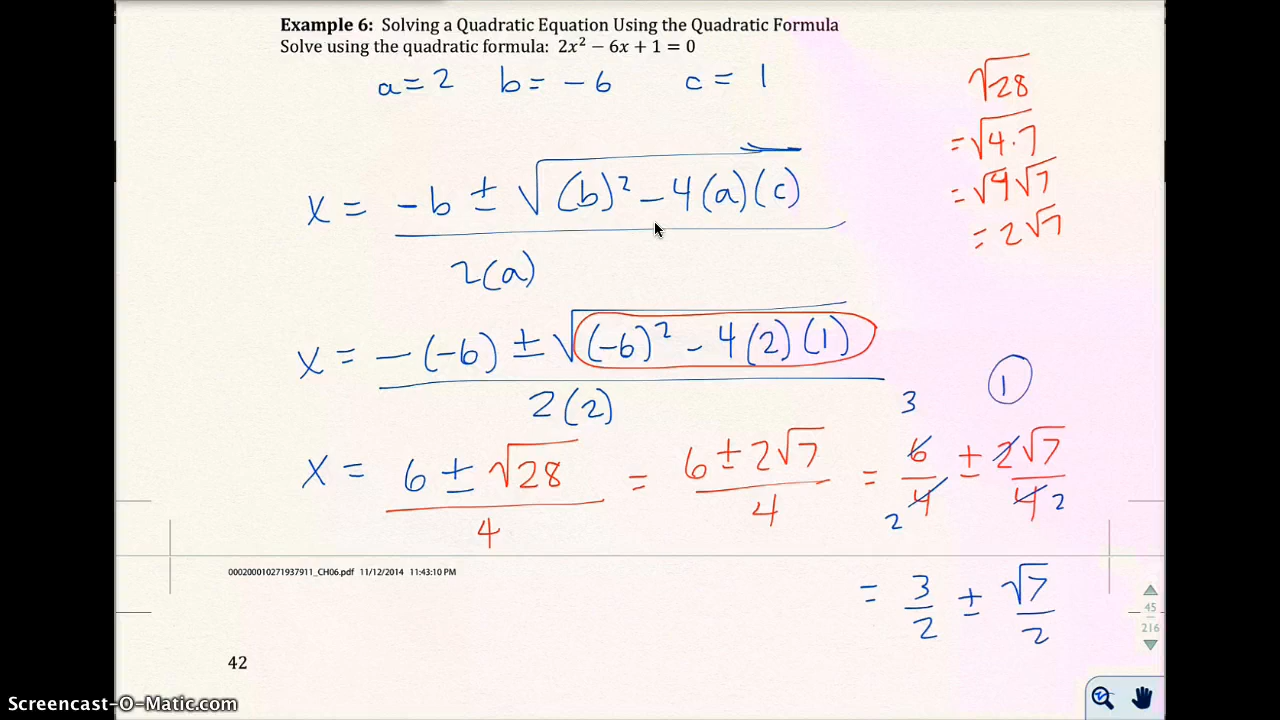 Example 6: Solving a Quadratic Equation Using the Quadratic Formula
Solve using the quadratic formula: 2x² − 6x + 1 = 0
a = 2 b = −6 c = 1
√28
= √4·7
= √4 √7
= 2√7
x = −b ± √(b)² − 4(a)(c)
2(a)
x = −(−6) ± √(−6)² − 4(2)(1)
2(2)
3 1
x = 6 ± √28 = 6 ± 2√7 = 6 ± 2√7
4 4 2 4 4 2
000200010271937911_CH06.pdf 11/12/2014 11:43:10 PM
= 3 ± √7
2 2
45
216
42
Screencast-O-Matic.com